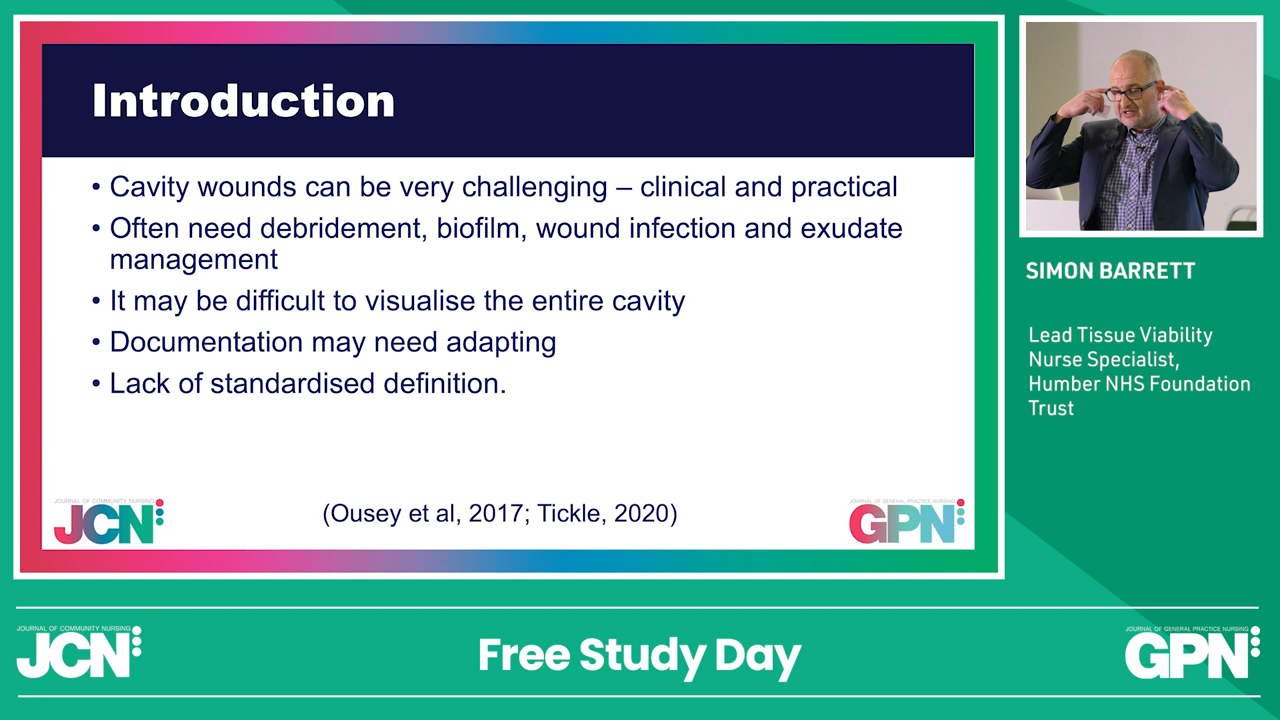 Introduction
• Cavity wounds can be very challenging – clinical and practical
• Often need debridement, biofilm, wound infection and exudate
management
• It may be difficult to visualise the entire cavity
• Documentation may need adapting
• Lack of standardised definition.
JOURNAL OF COMMUNITY NURSING
JCN
(Ousey et al, 2017; Tickle, 2020)
JOURNAL OF GENERAL PRACTICE NURSING
GPN
SIMON BARRETT
Lead Tissue Viability
Nurse Specialist,
Humber NHS Foundation
Trust
JOURNAL OF COMMUNITY NURSING
JCN
Free Study Day
JOURNAL OF GENERAL PRACTICE NURSING
GPN